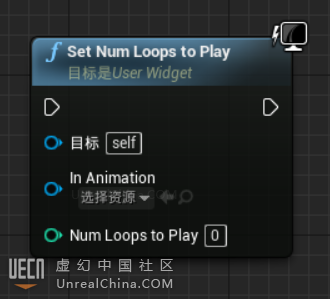 f Set Num Loops to Play
目标是User Widget
目标 self
In Animation
选择资源
Num Loops to Play 0
UECN 虚幻中国社区
UnrealChina.COM